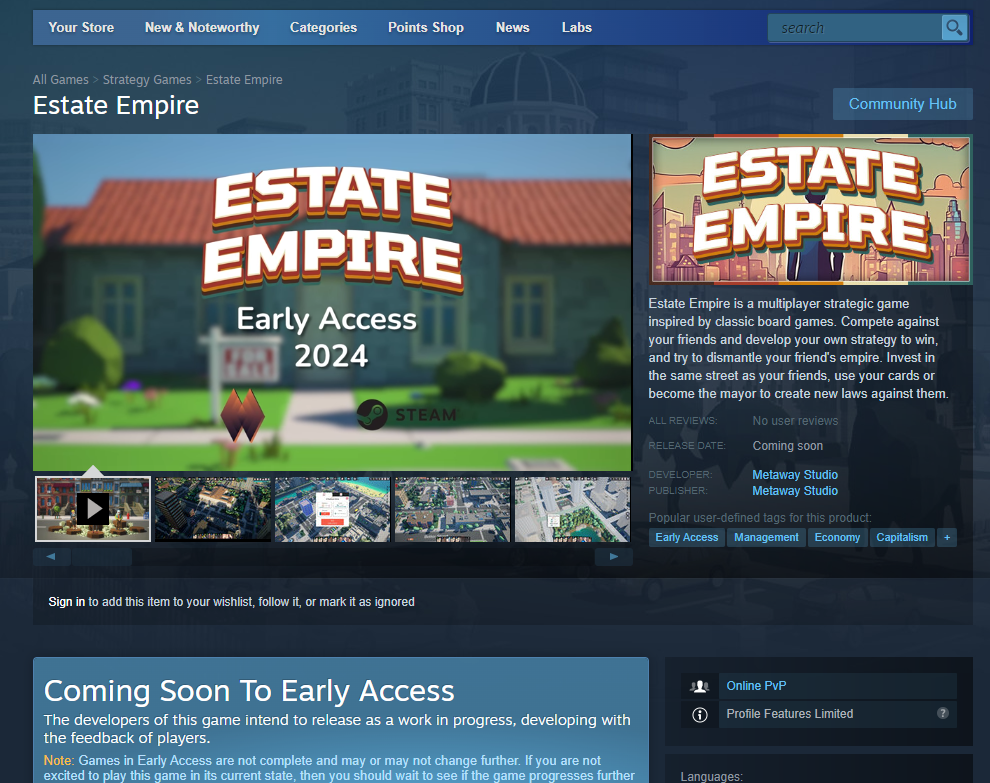 Your Store New & Noteworthy Categories Points Shop News Labs search
All Games > Strategy Games > Estate Empire
Estate Empire
Community Hub
ESTATE
EMPIRE
Early Access
2024
FOR
SALE
STEAM
ESTATE
EMPIRE
Estate Empire is a multiplayer strategic game
inspired by classic board games. Compete against
your friends and develop your own strategy to win,
and try to dismantle your friend's empire. Invest in
the same street as your friends, use your cards or
become the mayor to create new laws against them.
ALL REVIEWS: No user reviews
RELEASE DATE: Coming soon
DEVELOPER: Metaway Studio
PUBLISHER: Metaway Studio
Popular user-defined tags for this product:
Early Access Management Economy Capitalism +
Sign in to add this item to your wishlist, follow it, or mark it as ignored
Coming Soon To Early Access
The developers of this game intend to release as a work in progress, developing with
the feedback of players.
Note: Games in Early Access are not complete and may or may not change further. If you are not
excited to play this game in its current state, then you should wait to see if the game progresses further
Online PvP
Profile Features Limited ?
Languages: